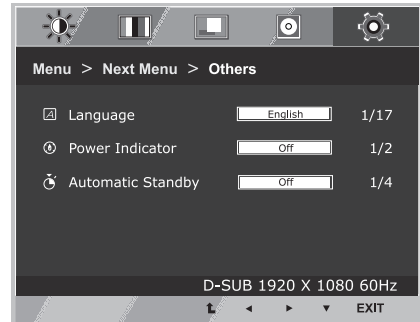 Menu > Next Menu > Others
Language English 1/17
Power Indicator Off 1/2
Automatic Standby Off 1/4
D-SUB 1920 X 1080 60Hz
EXIT